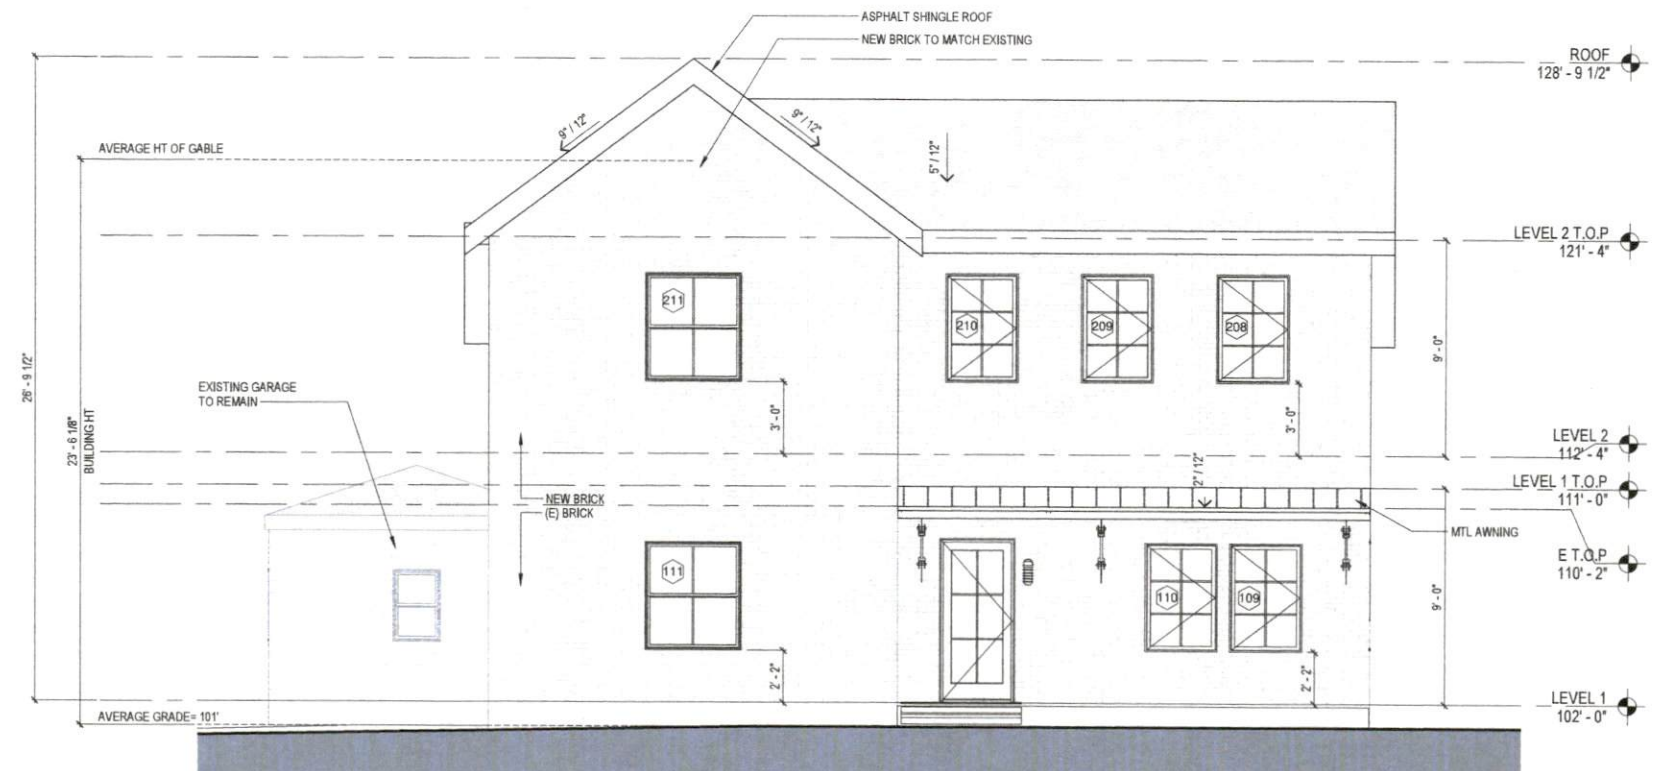 ASPHALT SHINGLE ROOF
NEW BRICK TO MATCH EXISTING
ROOF
128' - 9 1/2"
9" / 12"
9" / 12"
5" / 12"
AVERAGE HT OF GABLE
LEVEL 2 T.O.P
121' - 4"
211
210
209
208
9' - 0"
26' - 9 1/2"
EXISTING GARAGE
TO REMAIN
3' - 0"
3' - 0"
23' - 6 1/8"
BUILDING HT
LEVEL 2
112' - 4"
2" / 12"
LEVEL 1 T.O.P
111' - 0"
NEW BRICK
(E) BRICK
MTL AWNING
E T.O.P
110' - 2"
111
110
109
9' - 0"
2' - 2"
2' - 2"
LEVEL 1
102' - 0"
AVERAGE GRADE= 101'